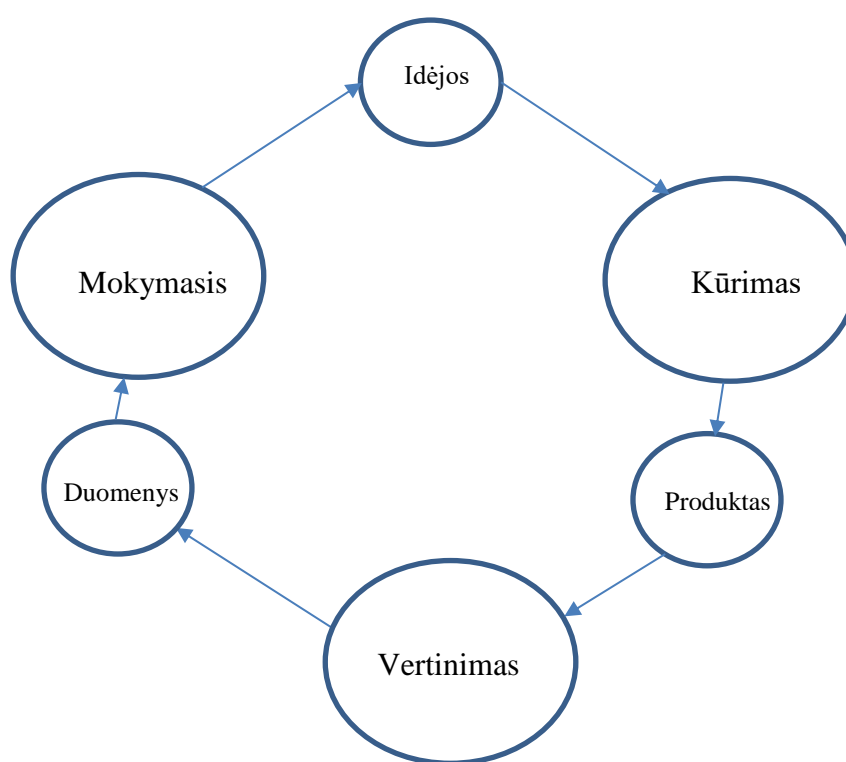 Idėjos
Mokymasis
Kūrimas
Duomenys
Produktas
Vertinimas